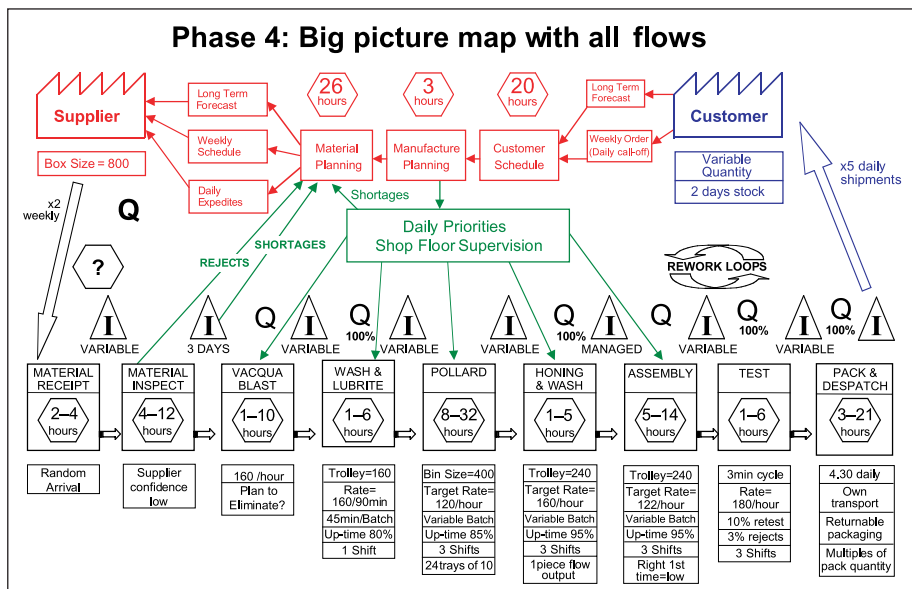 Phase 4: Big picture map with all flows
Supplier
Box Size = 800
Long Term
Forecast
Weekly
Schedule
Daily
Expedites
26
hours
3
hours
20
hours
Material
Planning
Manufacture
Planning
Customer
Schedule
Long Term
Forecast
Weekly Order
(Daily call-off)
Customer
Variable
Quantity
2 days stock
x5 daily
shipments
x2
weekly
Q
?
REJECTS
SHORTAGES
Shortages
Daily Priorities
Shop Floor Supervision
REWORK LOOPS
I
VARIABLE
I
3 DAYS
Q
I
VARIABLE
Q
100%
I
VARIABLE
I
VARIABLE
Q
100%
I
MANAGED
Q
I
VARIABLE
Q
100%
I
VARIABLE
Q
100%
I
MATERIAL
RECEIPT
2–4
hours
Random
Arrival
MATERIAL
INSPECT
4–12
hours
Supplier
confidence
low
VACQUA
BLAST
1–10
hours
160 /hour
Plan to
Eliminate?
WASH &
LUBRITE
1–6
hours
Trolley=160
Rate=
160/90min
45min/Batch
Up-time 80%
1 Shift
POLLARD
8–32
hours
Bin Size=400
Target Rate=
120/hour
Variable Batch
Up-time 85%
3 Shifts
24trays of 10
HONING
& WASH
1–5
hours
Trolley=240
Target Rate=
160/hour
Variable Batch
Up-time 95%
3 Shifts
1piece flow
output
ASSEMBLY
5–14
hours
Trolley=240
Target Rate=
122/hour
Variable Batch
Up-time 95%
3 Shifts
Right 1st
time=low
TEST
1–6
hours
3min cycle
Rate=
180/hour
10% retest
3% rejects
3 Shifts
PACK &
DESPATCH
3–21
hours
4.30 daily
Own
transport
Returnable
packaging
Multiples of
pack quantity